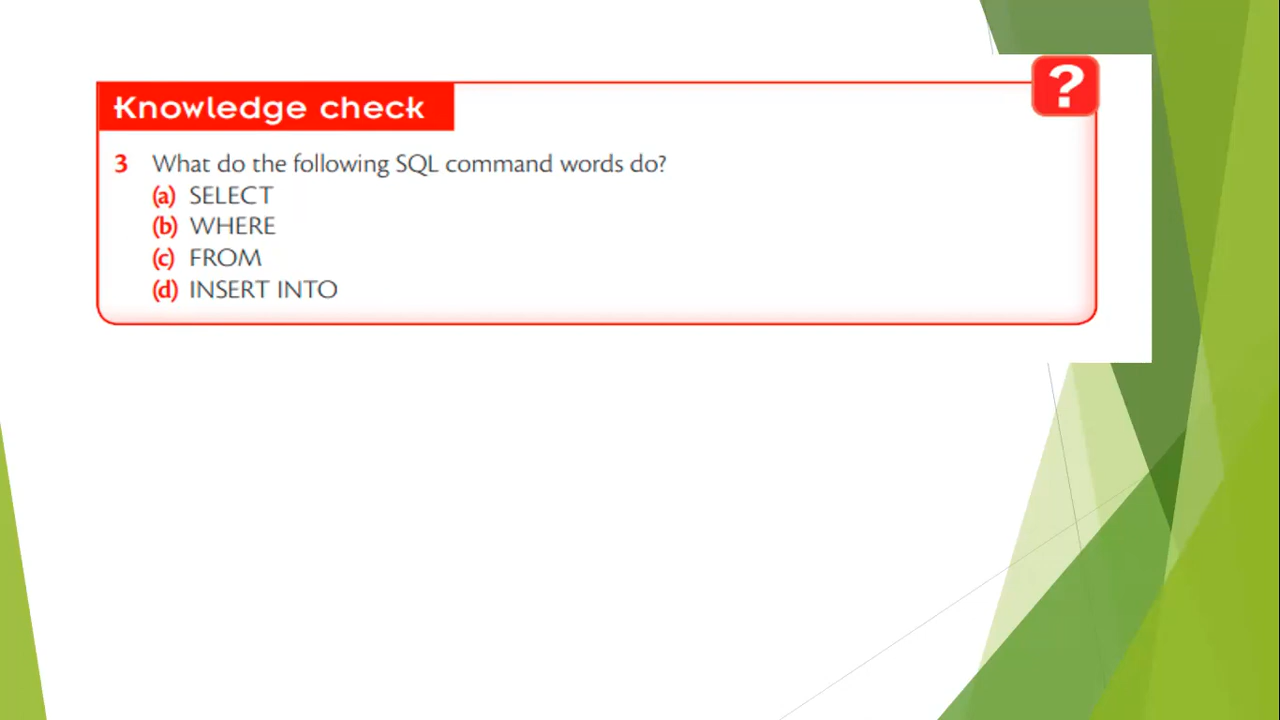 Knowledge check
?
3 What do the following SQL command words do?
(a) SELECT
(b) WHERE
(c) FROM
(d) INSERT INTO